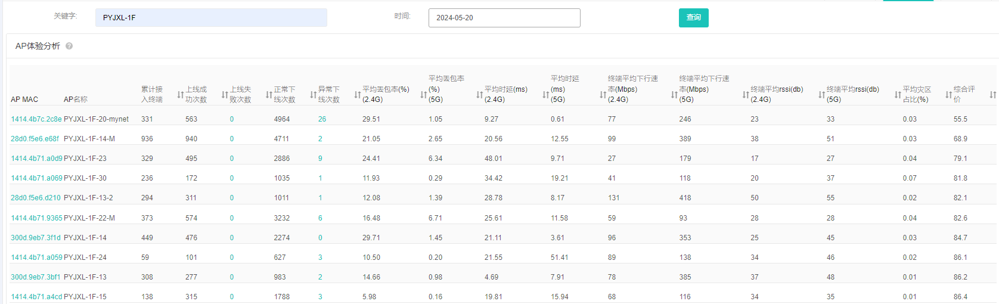 关键字: PYJXL-1F 时间: 2024-05-20 查询
AP体验分析
AP MAC AP名称 累计接入终端 上线成功次数 上线失败次数 正常下线次数 异常下线次数 平均丢包率(%)(2.4G) 平均丢包率(%)(5G) 平均时延(ms)(2.4G) 平均时延(ms)(5G) 终端平均下行速率(Mbps)(2.4G) 终端平均下行速率(Mbps)(5G) 终端平均rssi(db)(2.4G) 终端平均rssi(db)(5G) 平均灾区占比(%) 综合评价
1414.4b7c.2c8e PYJXL-1F-20-mynet 331 563 0 4964 26 29.51 1.05 9.27 0.61 77 246 23 33 0.03 55.5
28d0.f5e6.e68f PYJXL-1F-14-M 936 940 0 4711 2 21.05 2.65 20.56 12.55 99 389 38 51 0.03 68.9
1414.4b71.a0d9 PYJXL-1F-23 329 495 0 2886 9 24.41 6.34 48.01 9.71 27 179 17 27 0.04 79.1
1414.4b71.a069 PYJXL-1F-30 236 172 0 1035 1 11.93 0.29 34.42 19.21 41 118 20 37 0.07 81.8
28d0.f5e6.d210 PYJXL-1F-13-2 294 311 0 1011 1 12.08 1.39 28.78 8.17 131 418 50 55 0.02 82.1
1414.4b71.9365 PYJXL-1F-22-M 373 574 0 3232 6 16.48 6.71 25.61 11.58 59 93 28 28 0.04 82.6
300d.9eb7.3f1d PYJXL-1F-14 449 476 0 2274 0 29.71 1.45 21.11 3.61 96 353 25 45 0.03 84.7
1414.4b71.a059 PYJXL-1F-24 59 101 0 627 3 10.50 0.20 21.55 51.41 89 138 34 46 0.02 86.1
300d.9eb7.3bf1 PYJXL-1F-13 308 277 0 983 2 14.66 0.98 4.69 7.91 78 385 37 48 0.01 86.2
1414.4b71.a4cd PYJXL-1F-15 138 315 0 1788 3 5.98 0.16 19.81 15.94 68 116 34 35 0.01 86.4